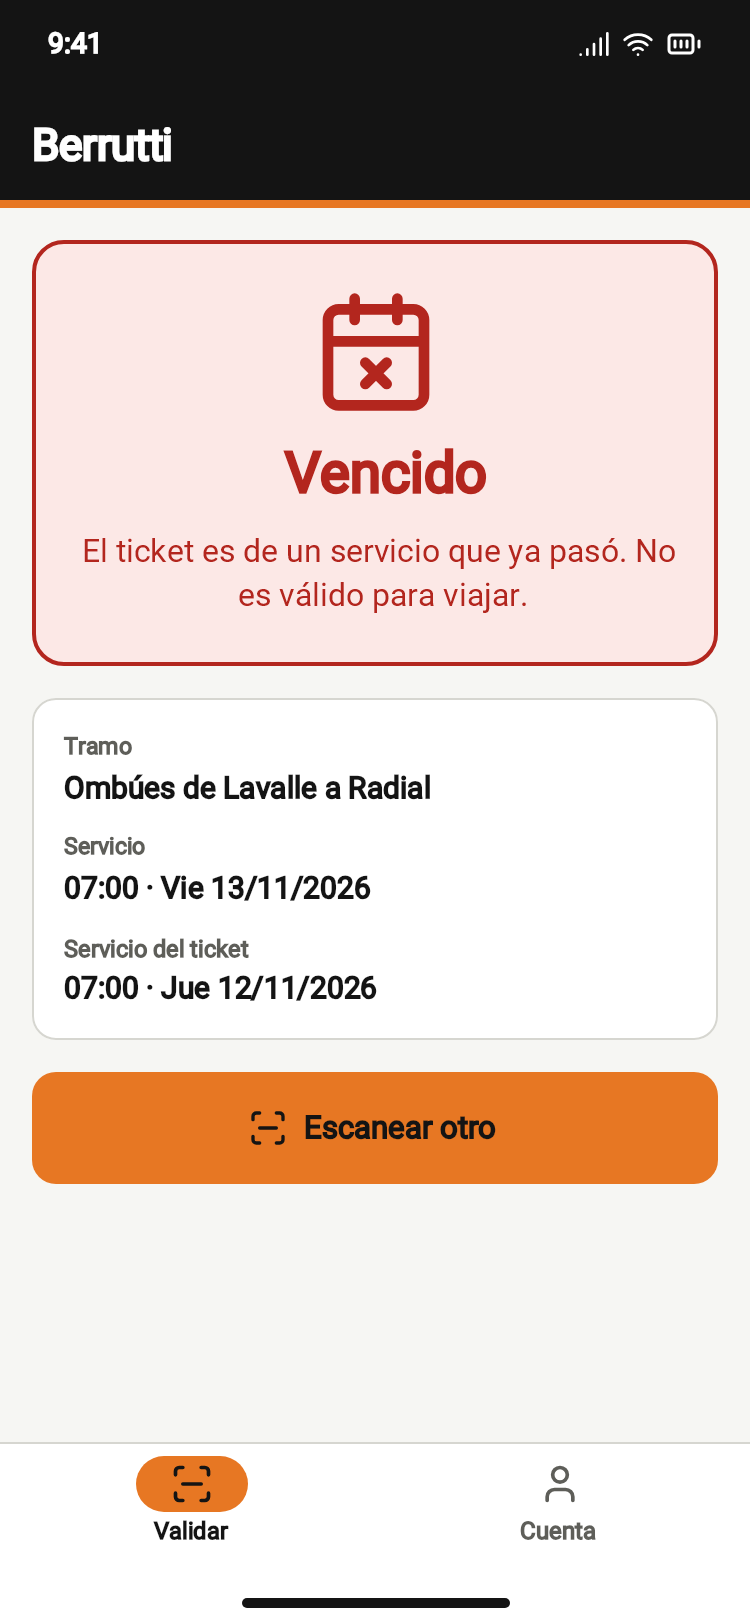 9:41
Berrutti
Vencido
El ticket es de un servicio que ya pasó. No
es válido para viajar.
Tramo
Ombúes de Lavalle a Radial
Servicio
07:00 · Vie 13/11/2026
Servicio del ticket
07:00 · Jue 12/11/2026
Escanear otro
Validar
Cuenta